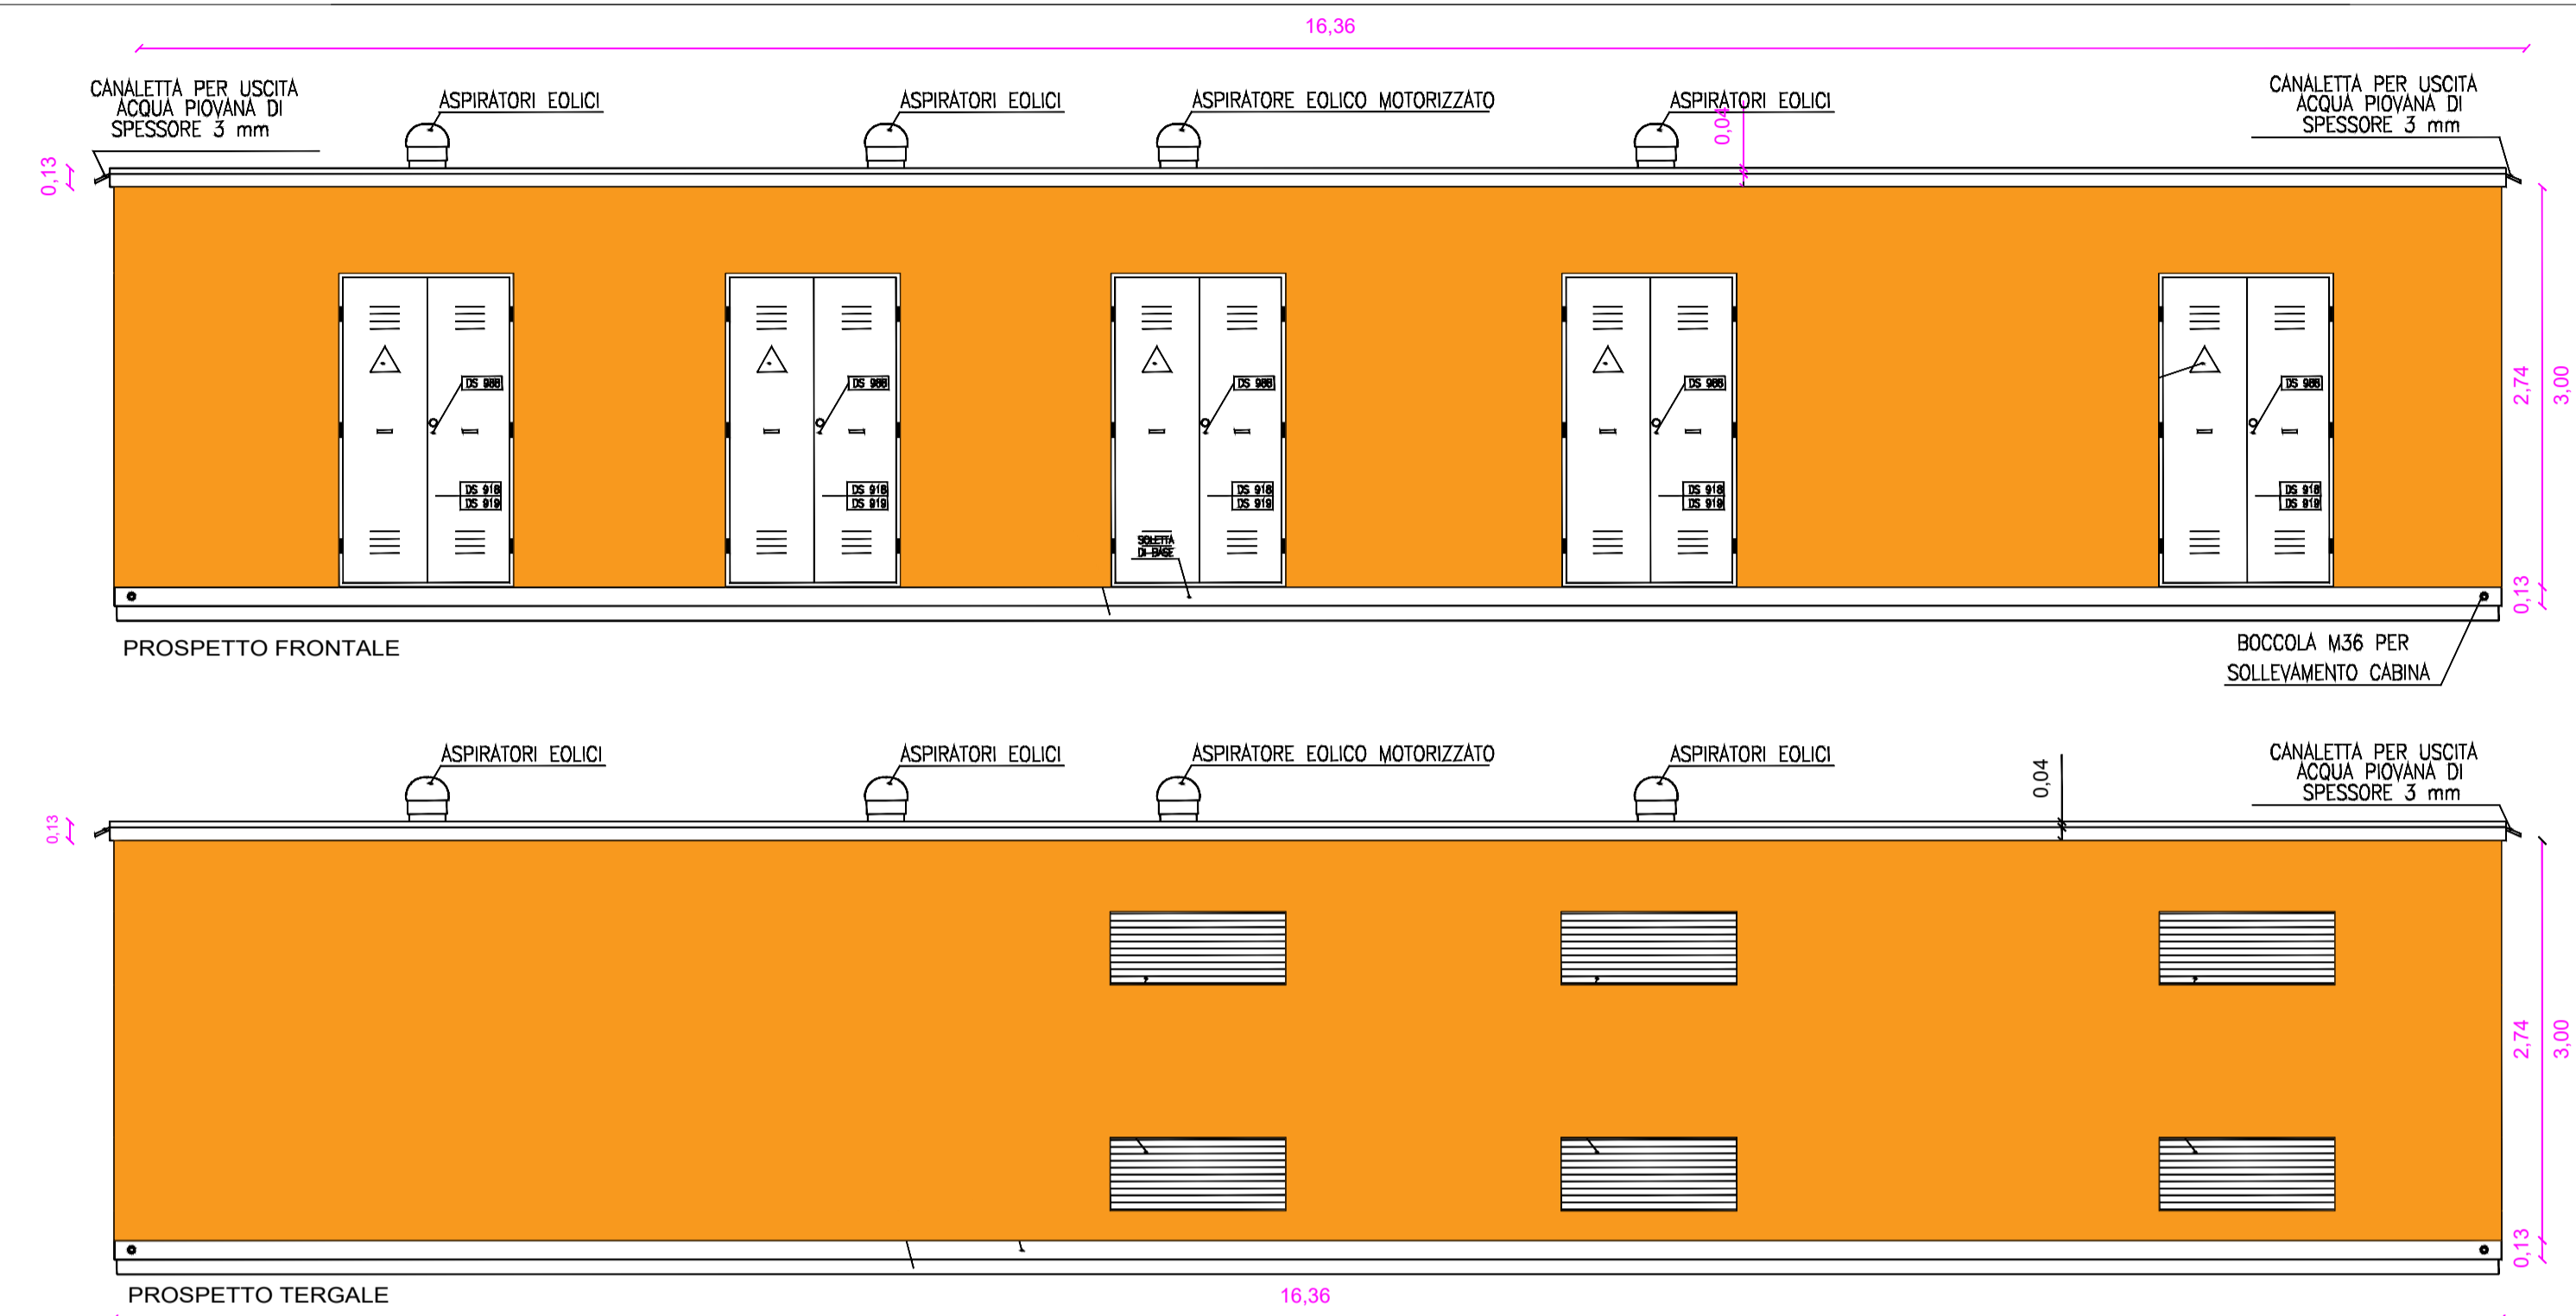 16,36
CANALETTA PER USCITA
ACQUA PIOVANA DI
SPESSORE 3 mm
ASPIRATORI EOLICI
ASPIRATORI EOLICI
ASPIRATORE EOLICO MOTORIZZATO
ASPIRATORI EOLICI
0,04
CANALETTA PER USCITA
ACQUA PIOVANA DI
SPESSORE 3 mm
0,13
DS 988
DS 988
DS 988
DS 988
DS 988
2,74
3,00
DS 918
DS 919
DS 918
DS 919
DS 918
DS 919
DS 918
DS 919
DS 918
DS 919
SOLETTA
DI BASE
0,13
PROSPETTO FRONTALE
BOCCOLA M36 PER
SOLLEVAMENTO CABINA
ASPIRATORI EOLICI
ASPIRATORI EOLICI
ASPIRATORE EOLICO MOTORIZZATO
ASPIRATORI EOLICI
0,04
CANALETTA PER USCITA
ACQUA PIOVANA DI
SPESSORE 3 mm
0,13
2,74
3,00
0,13
PROSPETTO TERGALE
16,36